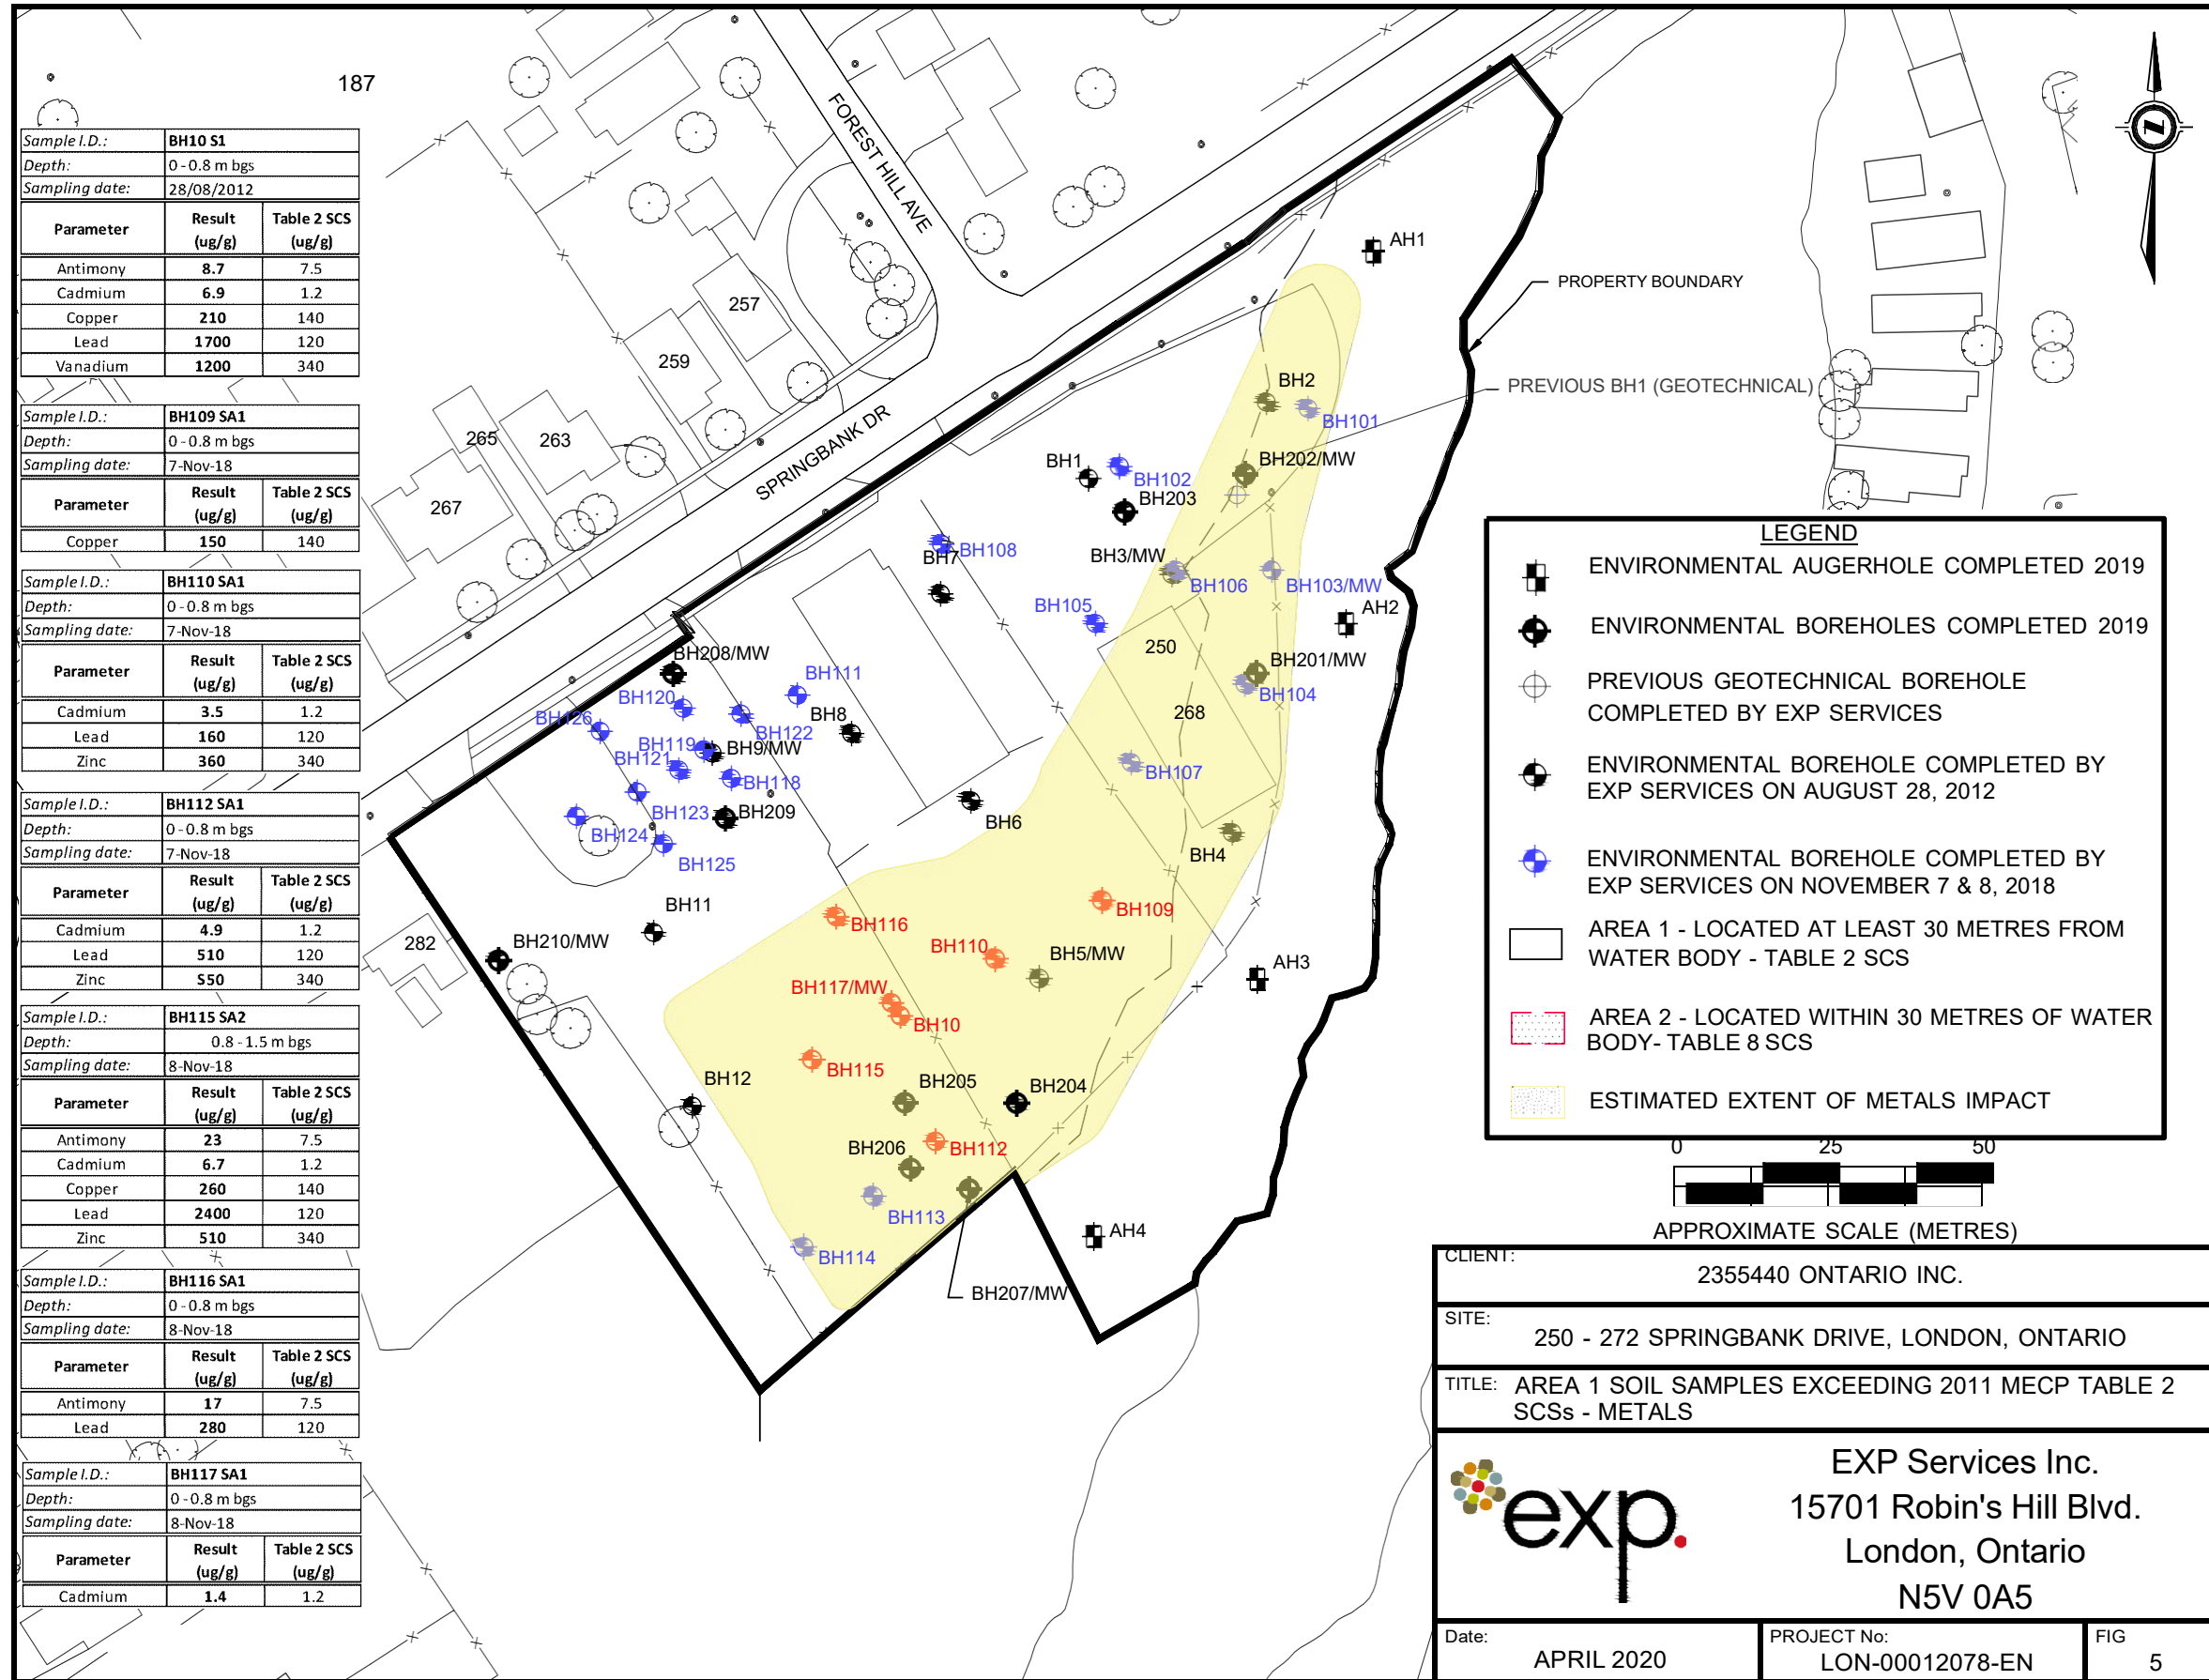 187
Sample I.D.: BH10 S1
Depth: 0 - 0.8 m bgs
Sampling date: 28/08/2012
Parameter Result (ug/g) Table 2 SCS (ug/g)
Antimony 8.7 7.5
Cadmium 6.9 1.2
Copper 210 140
Lead 1700 120
Vanadium 1200 340
Sample I.D.: BH109 SA1
Depth: 0 - 0.8 m bgs
Sampling date: 7-Nov-18
Parameter Result (ug/g) Table 2 SCS (ug/g)
Copper 150 140
Sample I.D.: BH110 SA1
Depth: 0 - 0.8 m bgs
Sampling date: 7-Nov-18
Parameter Result (ug/g) Table 2 SCS (ug/g)
Cadmium 3.5 1.2
Lead 160 120
Zinc 360 340
Sample I.D.: BH112 SA1
Depth: 0 - 0.8 m bgs
Sampling date: 7-Nov-18
Parameter Result (ug/g) Table 2 SCS (ug/g)
Cadmium 4.9 1.2
Lead 510 120
Zinc 550 340
Sample I.D.: BH115 SA2
Depth: 0.8 - 1.5 m bgs
Sampling date: 8-Nov-18
Parameter Result (ug/g) Table 2 SCS (ug/g)
Antimony 23 7.5
Cadmium 6.7 1.2
Copper 260 140
Lead 2400 120
Zinc 510 340
Sample I.D.: BH116 SA1
Depth: 0 - 0.8 m bgs
Sampling date: 8-Nov-18
Parameter Result (ug/g) Table 2 SCS (ug/g)
Antimony 17 7.5
Lead 280 120
Sample I.D.: BH117 SA1
Depth: 0 - 0.8 m bgs
Sampling date: 8-Nov-18
Parameter Result (ug/g) Table 2 SCS (ug/g)
Cadmium 1.4 1.2
FOREST HILL AVE
SPRINGBANK DR
257
259
263
265
267
282
AH1
PROPERTY BOUNDARY
PREVIOUS BH1 (GEOTECHNICAL)
BH2
BH101
BH1
BH102
BH202/MW
BH203
BH108
BH7
BH3/MW
BH106
BH103/MW
BH105
AH2
250
BH201/MW
BH104
268
BH107
BH208/MW
BH111
BH120
BH126
BH122
BH8
BH119
BH9/MW
BH121
BH118
BH123
BH209
BH124
BH125
BH6
BH4
BH11
BH210/MW
BH116
BH109
BH110
BH5/MW
AH3
BH117/MW
BH10
BH115
BH12
BH205
BH204
BH206
BH112
BH113
BH114
AH4
BH207/MW
LEGEND
ENVIRONMENTAL AUGERHOLE COMPLETED 2019
ENVIRONMENTAL BOREHOLES COMPLETED 2019
PREVIOUS GEOTECHNICAL BOREHOLE
COMPLETED BY EXP SERVICES
ENVIRONMENTAL BOREHOLE COMPLETED BY
EXP SERVICES ON AUGUST 28, 2012
ENVIRONMENTAL BOREHOLE COMPLETED BY
EXP SERVICES ON NOVEMBER 7 & 8, 2018
AREA 1 - LOCATED AT LEAST 30 METRES FROM
WATER BODY - TABLE 2 SCS
AREA 2 - LOCATED WITHIN 30 METRES OF WATER
BODY- TABLE 8 SCS
ESTIMATED EXTENT OF METALS IMPACT
0 25 50
APPROXIMATE SCALE (METRES)
CLIENT:
2355440 ONTARIO INC.
SITE:
250 - 272 SPRINGBANK DRIVE, LONDON, ONTARIO
TITLE: AREA 1 SOIL SAMPLES EXCEEDING 2011 MECP TABLE 2
SCSs - METALS
exp.
EXP Services Inc.
15701 Robin's Hill Blvd.
London, Ontario
N5V 0A5
Date:
APRIL 2020
PROJECT No:
LON-00012078-EN
FIG
5
N